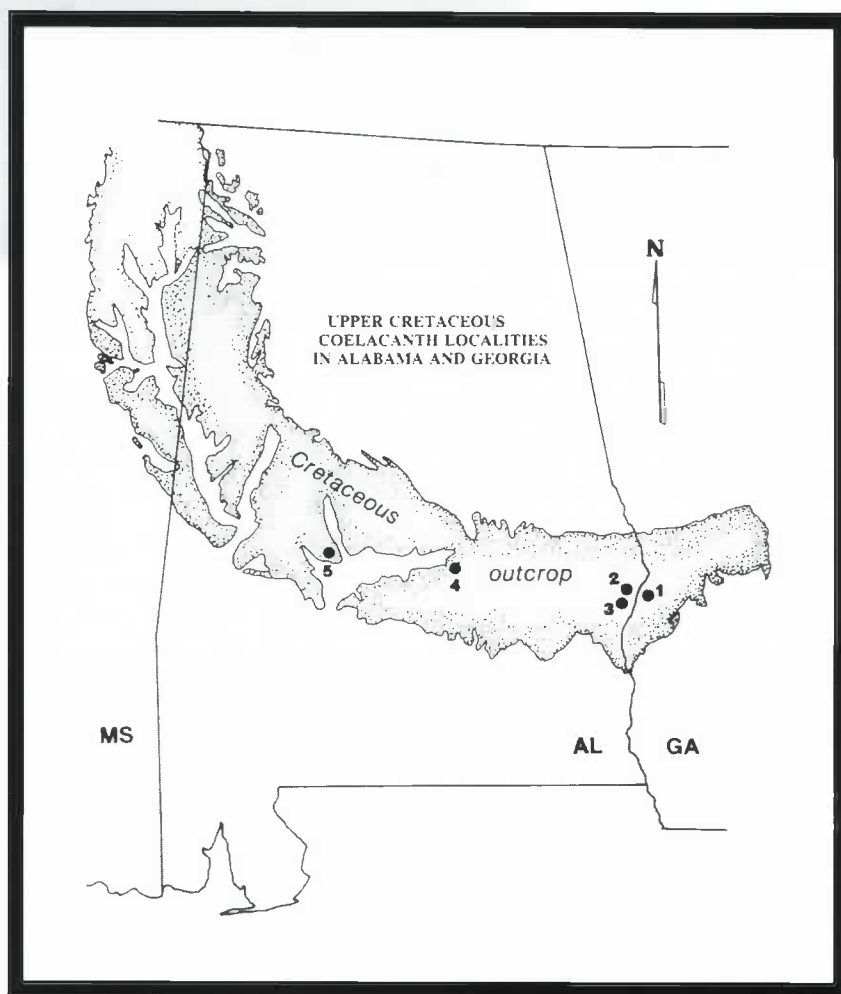 UPPER CRETACEOUS
COELACANTH LOCALITIES
IN ALABAMA AND GEORGIA
N
Cretaceous
outcrop
5
4
2
3
1
MS
AL
GA